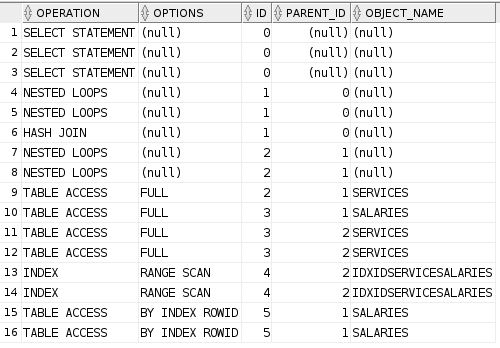 OPERATION OPTIONS ID PARENT_ID OBJECT_NAME
1 SELECT STATEMENT (null) 0 (null) (null)
2 SELECT STATEMENT (null) 0 (null) (null)
3 SELECT STATEMENT (null) 0 (null) (null)
4 NESTED LOOPS (null) 1 0 (null)
5 NESTED LOOPS (null) 1 0 (null)
6 HASH JOIN (null) 1 0 (null)
7 NESTED LOOPS (null) 2 1 (null)
8 NESTED LOOPS (null) 2 1 (null)
9 TABLE ACCESS FULL 2 1 SERVICES
10 TABLE ACCESS FULL 3 1 SALARIES
11 TABLE ACCESS FULL 3 2 SERVICES
12 TABLE ACCESS FULL 3 2 SERVICES
13 INDEX RANGE SCAN 4 2 IDXIDSERVICESALARIES
14 INDEX RANGE SCAN 4 2 IDXIDSERVICESALARIES
15 TABLE ACCESS BY INDEX ROWID 5 1 SALARIES
16 TABLE ACCESS BY INDEX ROWID 5 1 SALARIES